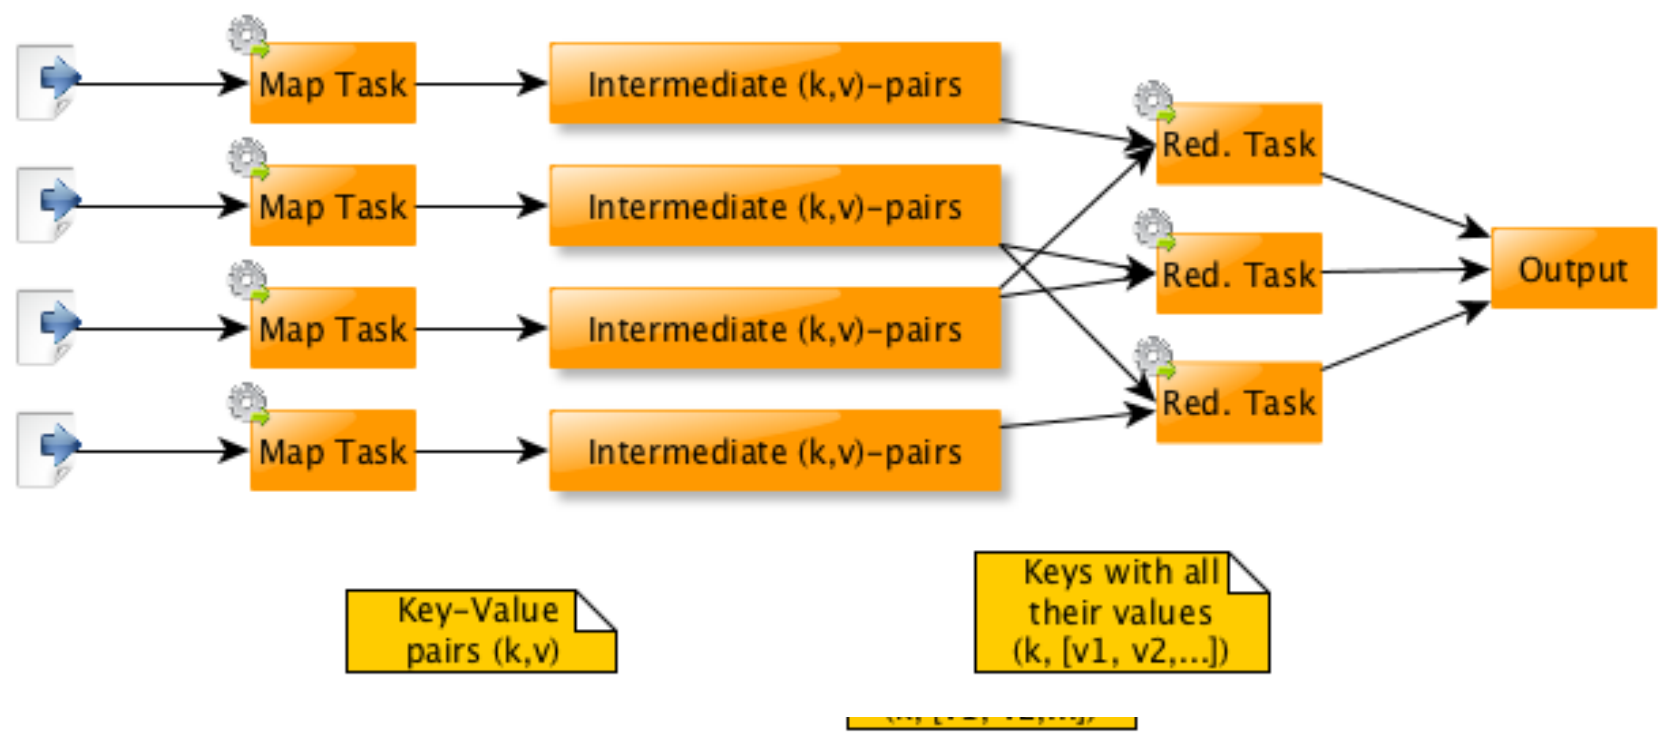 Map Task
Intermediate (k,v)-pairs
Red. Task
Map Task
Intermediate (k,v)-pairs
Red. Task
Output
Map Task
Intermediate (k,v)-pairs
Red. Task
Map Task
Intermediate (k,v)-pairs
Key-Value
pairs (k,v)
Keys with all
their values
(k, [v1, v2,...])